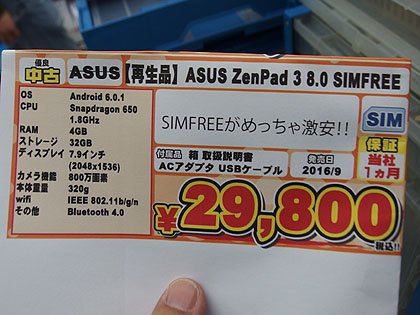 優良
中古
ASUS【再生品】ASUS ZenPad 3 8.0 SIMFREE
OS Android 6.0.1
CPU Snapdragon 650
1.8GHz
RAM 4GB
ストレージ 32GB
ディスプレイ 7.9インチ
(2048x1536)
カメラ機能 800万画素
本体重量 320g
wifi IEEE 802.11b/g/n
その他 Bluetooth 4.0
SIMFREEがめっちゃ激安!!
SIM
保証
当社
1ヵ月
付属品 箱 取扱説明書
ACアダプタ USBケーブル
発売日
2016/9
¥29,800
税込!!